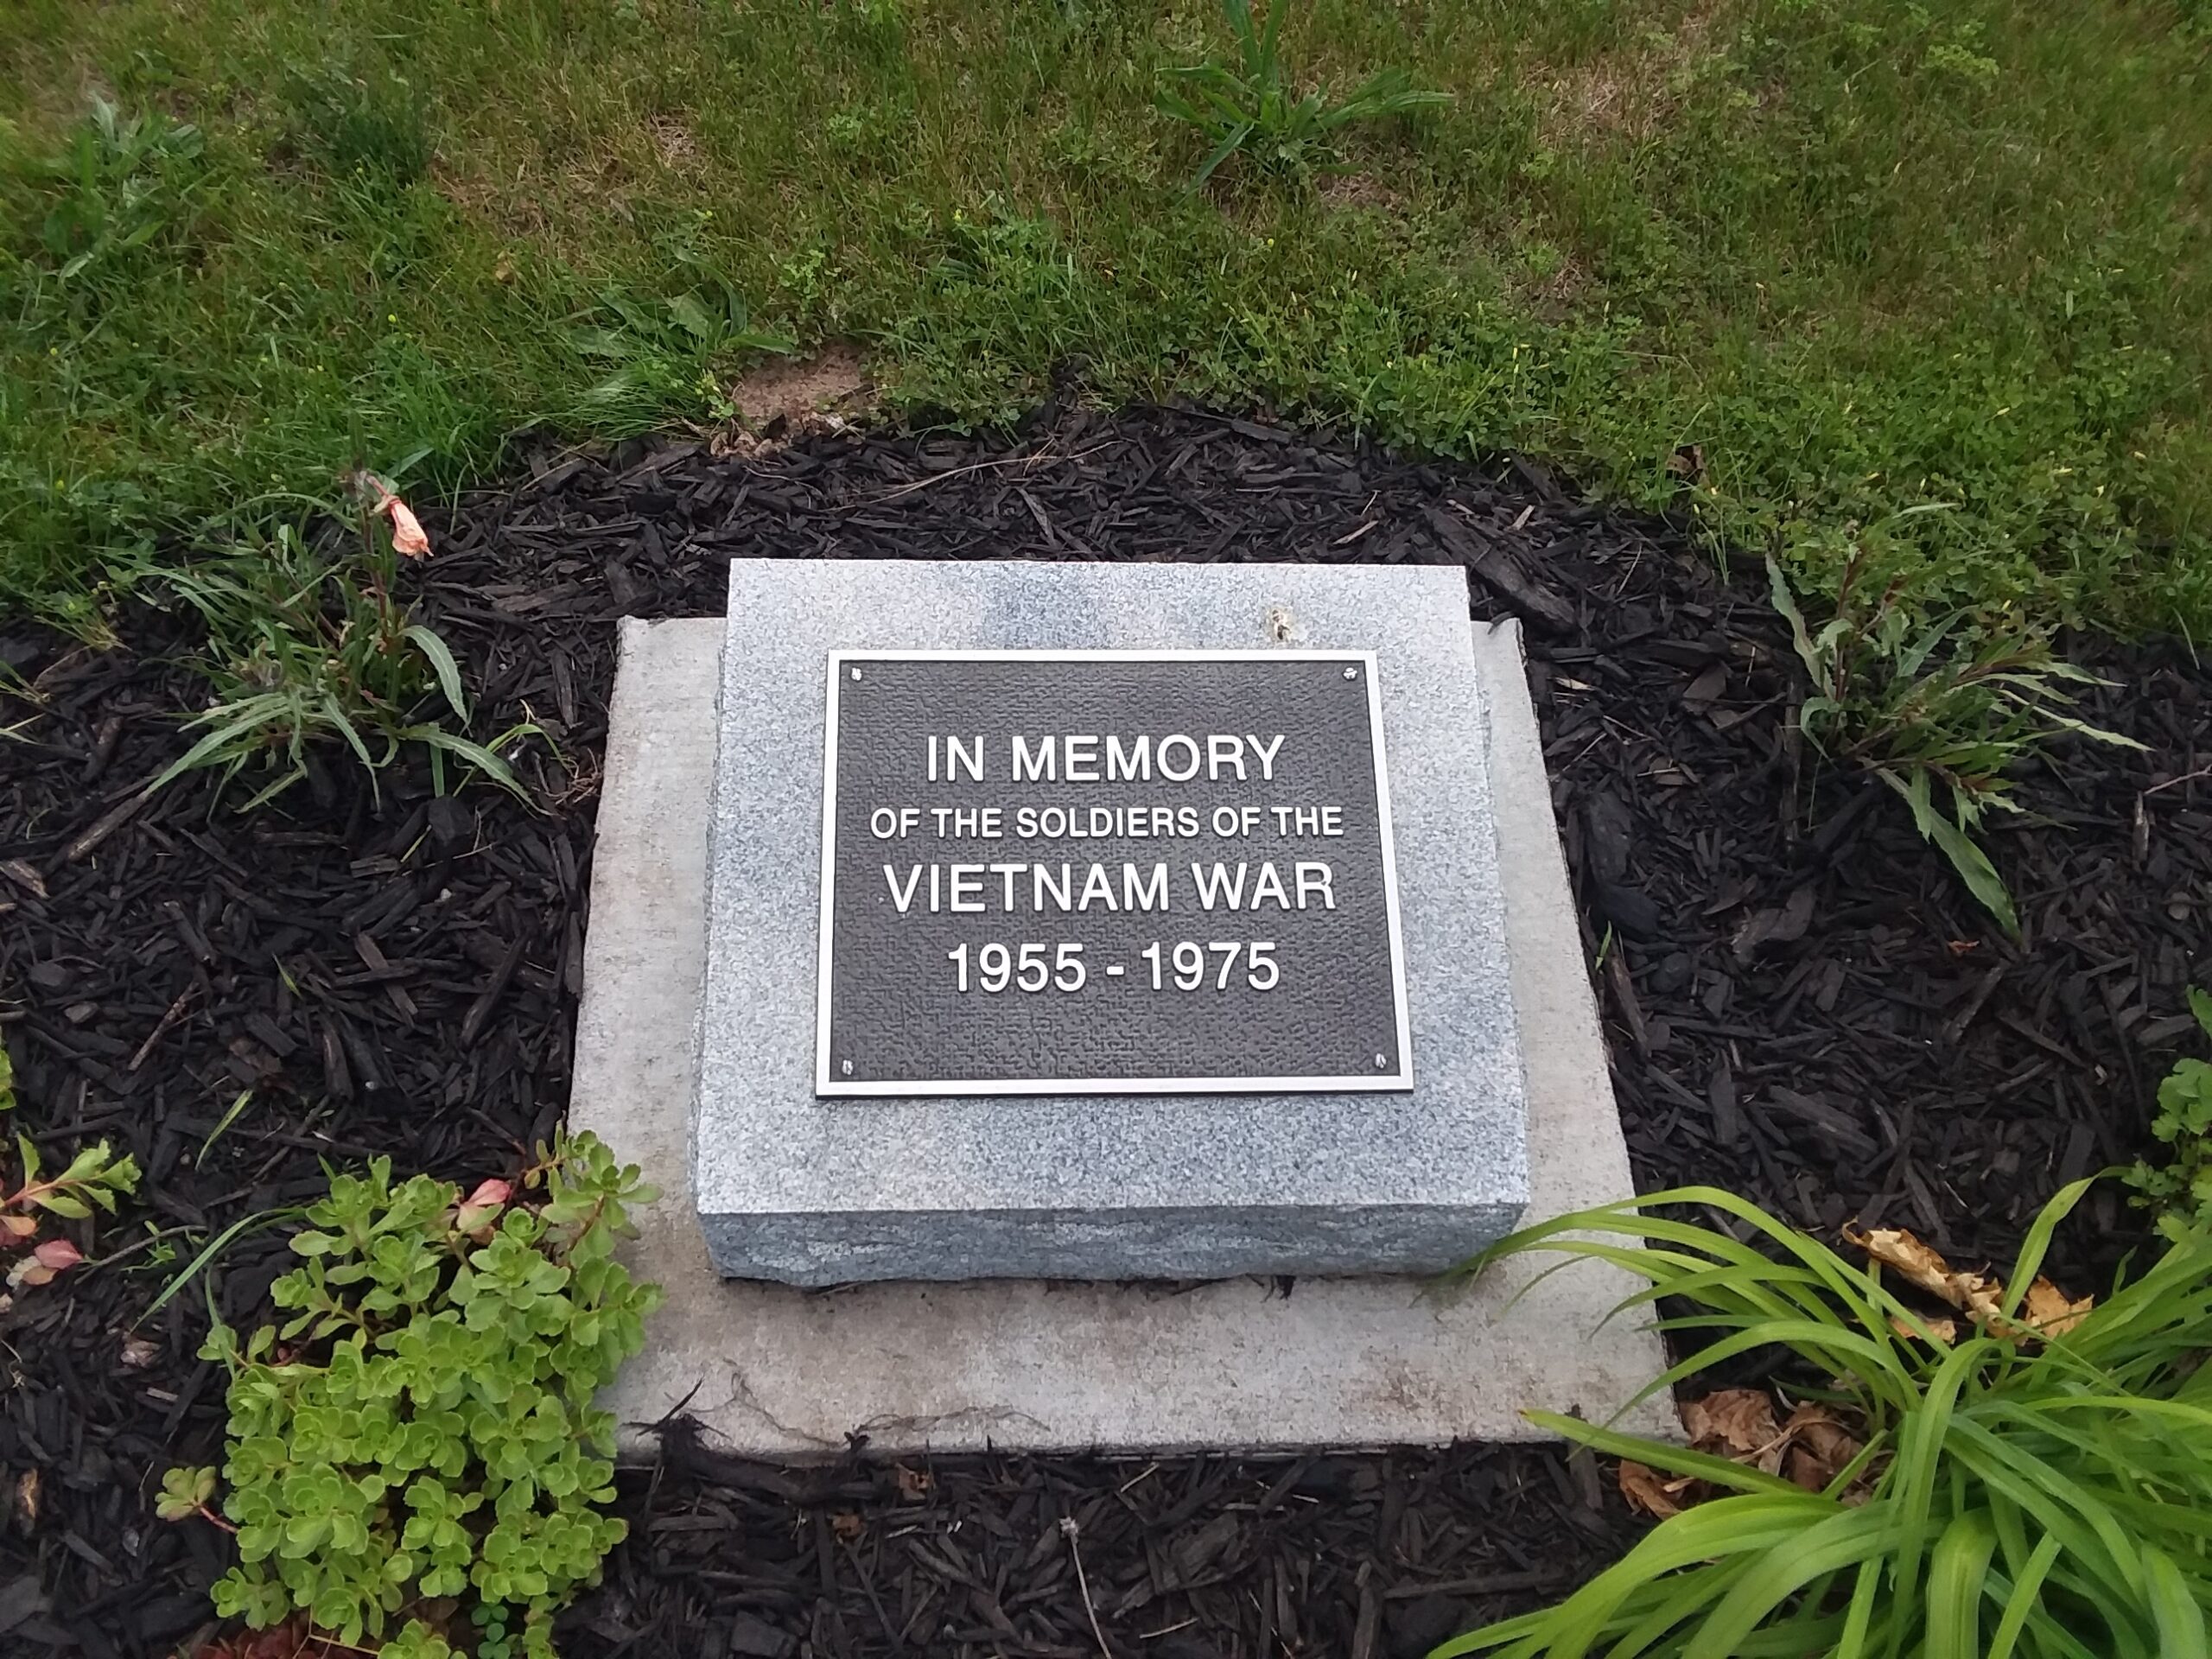 IN MEMORY
OF THE SOLDIERS OF THE
VIETNAM WAR
1955 - 1975